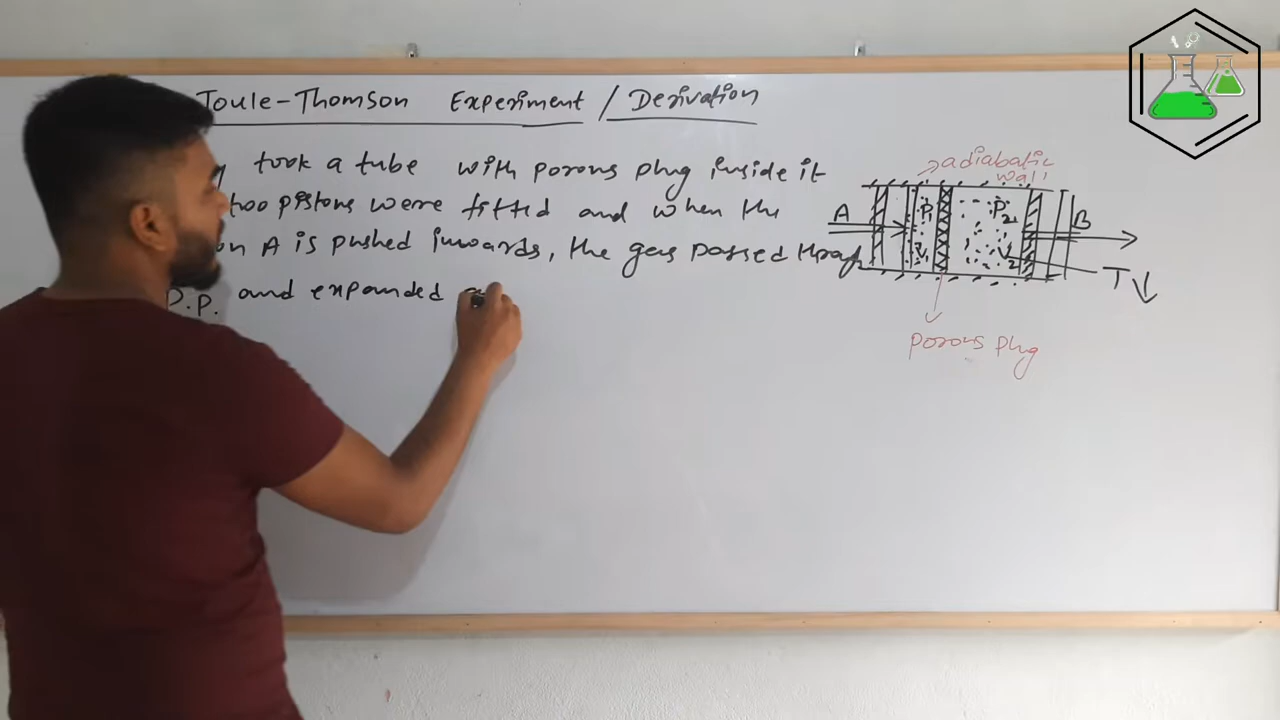 Joule-Thomson Experiment / Derivation
took a tube with porous plug inside it
two pistons were fitted and when the
A is pushed inwards, the gas passed through
P.P. and expanded
adiabatic
wall
A
P1
P2
B
V2
T↓
porous plug